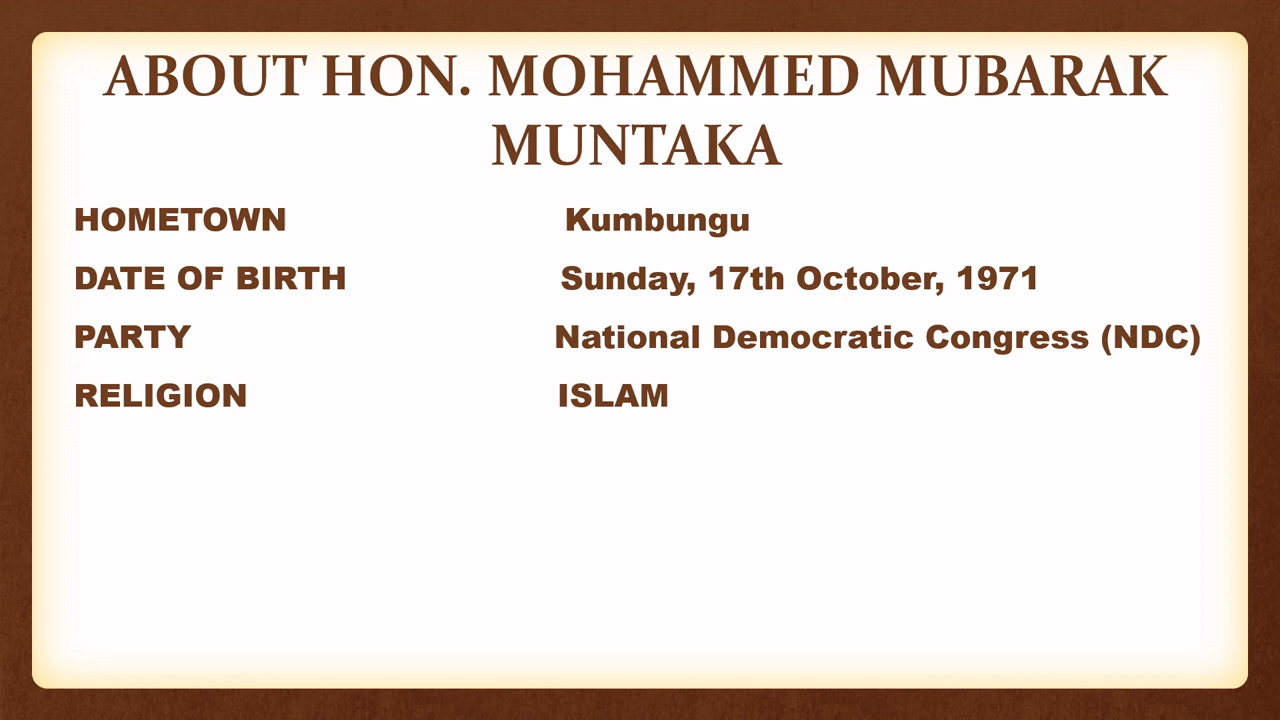 ABOUT HON. MOHAMMED MUBARAK
MUNTAKA
HOMETOWN Kumbungu
DATE OF BIRTH Sunday, 17th October, 1971
PARTY National Democratic Congress (NDC)
RELIGION ISLAM